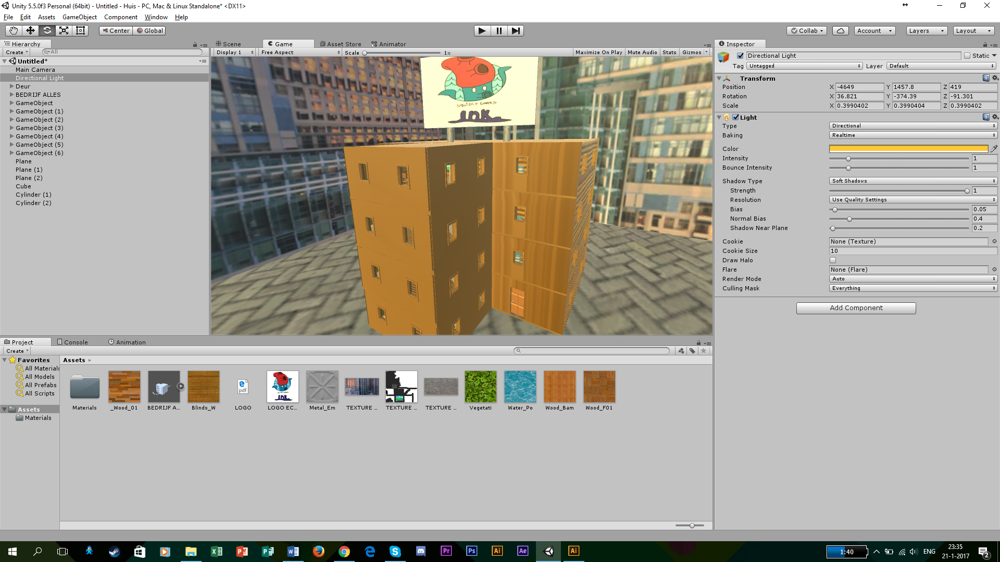 Unity 5.5.0f3 Personal (64bit) - Untitled - Huis - PC, Mac & Linux Standalone* <DX11>
File Edit Assets GameObject Component Window Help
Center Global Collab Account Layers Layout
Hierarchy
Create All
Untitled*
Main Camera
Directional Light
Deur
BEDRIJF ALLES
GameObject
GameObject (1)
GameObject (2)
GameObject (3)
GameObject (4)
GameObject (5)
GameObject (6)
Plane
Plane (1)
Plane (2)
Cube
Cylinder (1)
Cylinder (2)
Scene Game Asset Store Animator
Display 1 Free Aspect Scale 1x Maximize On Play Mute Audio Stats Gizmos
SQUIDLY GAMES
INK
Inspector
Directional Light Static
Tag Untagged Layer Default
Transform
Position X -4649 Y 1457.8 Z 419
Rotation X 36.821 Y -374.39 Z -91.301
Scale X 0.3990402 Y 0.3990404 Z 0.3990402
Light
Type Directional
Baking Realtime
Color
Intensity 1
Bounce Intensity 1
Shadow Type Soft Shadows
Strength 1
Resolution Use Quality Settings
Bias 0.05
Normal Bias 0.4
Shadow Near Plane 0.2
Cookie None (Texture)
Cookie Size 10
Draw Halo
Flare None (Flare)
Render Mode Auto
Culling Mask Everything
Add Component
Project Console Animation
Create
Favorites
All Materials
All Models
All Prefabs
All Scripts
Assets
Materials
Assets
pdf
Materials _Wood_01 BEDRIJF A... Blinds_W LOGO LOGO EC... Metal_Em TEXTURE ... TEXTURE ... TEXTURE ... Vegetati Water_Po Wood_Bam Wood_F01
Pr Ps Ai Ae Ai
1:40 ENG 23:35
21-1-2017 2